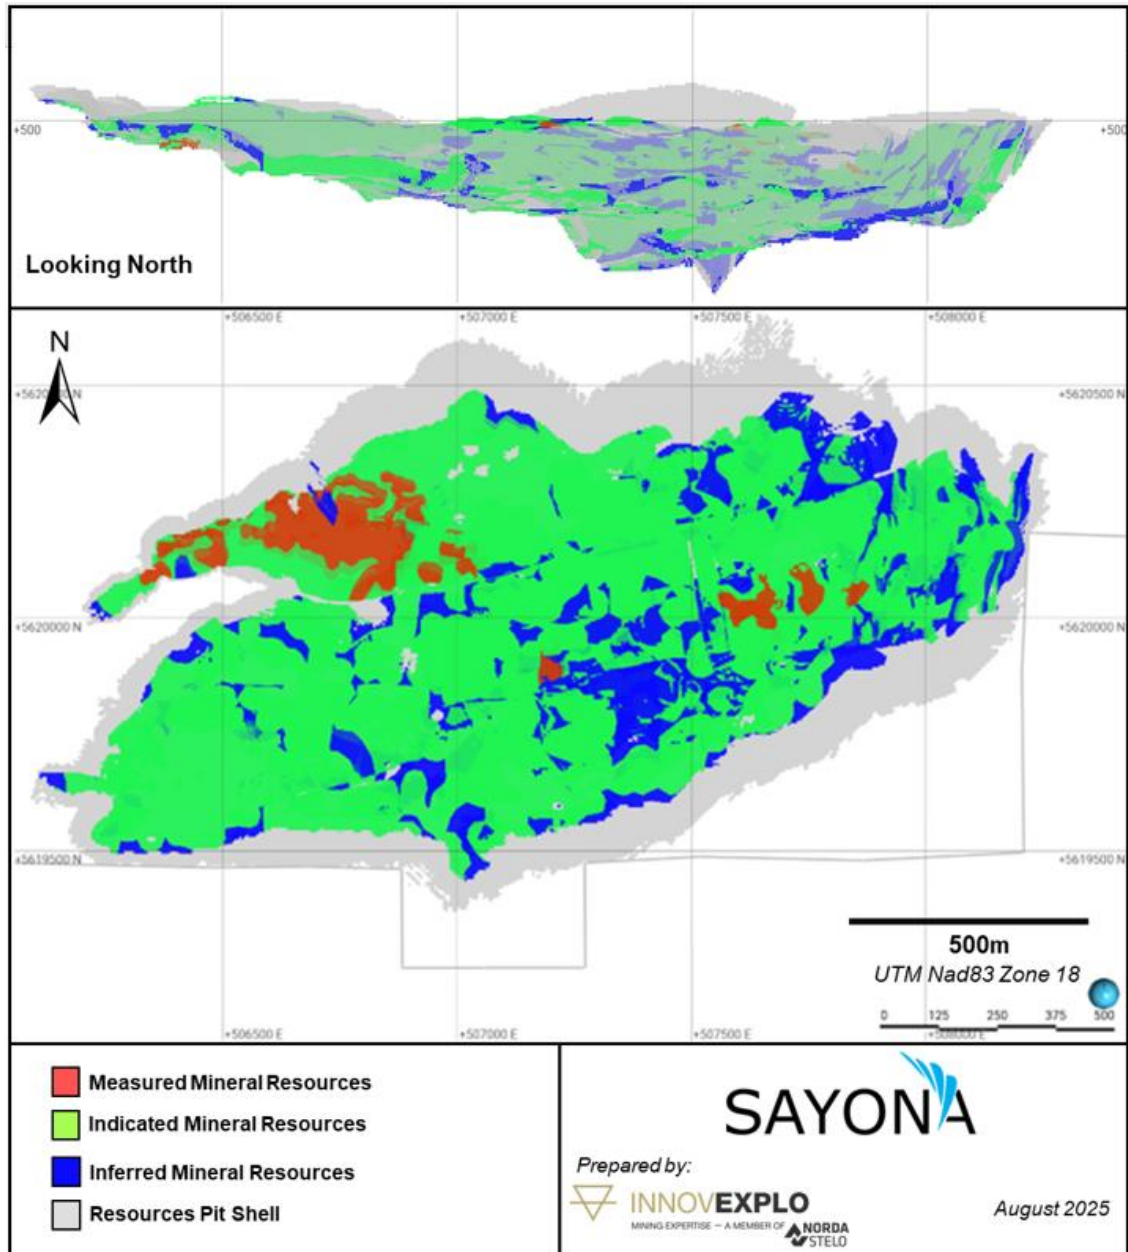 +500
+500
Looking North
+506500 E
+507000 E
+507500 E
+508000 E
N
+5620500 N
+5620000 N
+5620000 N
+5619500 N
+5619500 N
500m
UTM Nad83 Zone 18
0 125 250 375 500
+506500 E
+507000 E
+507500 E
+508000 E
Measured Mineral Resources
Indicated Mineral Resources
Inferred Mineral Resources
Resources Pit Shell
SAYONA
Prepared by:
INNOVEXPLO
MINING EXPERTISE — A MEMBER OF NORDA STELO
August 2025